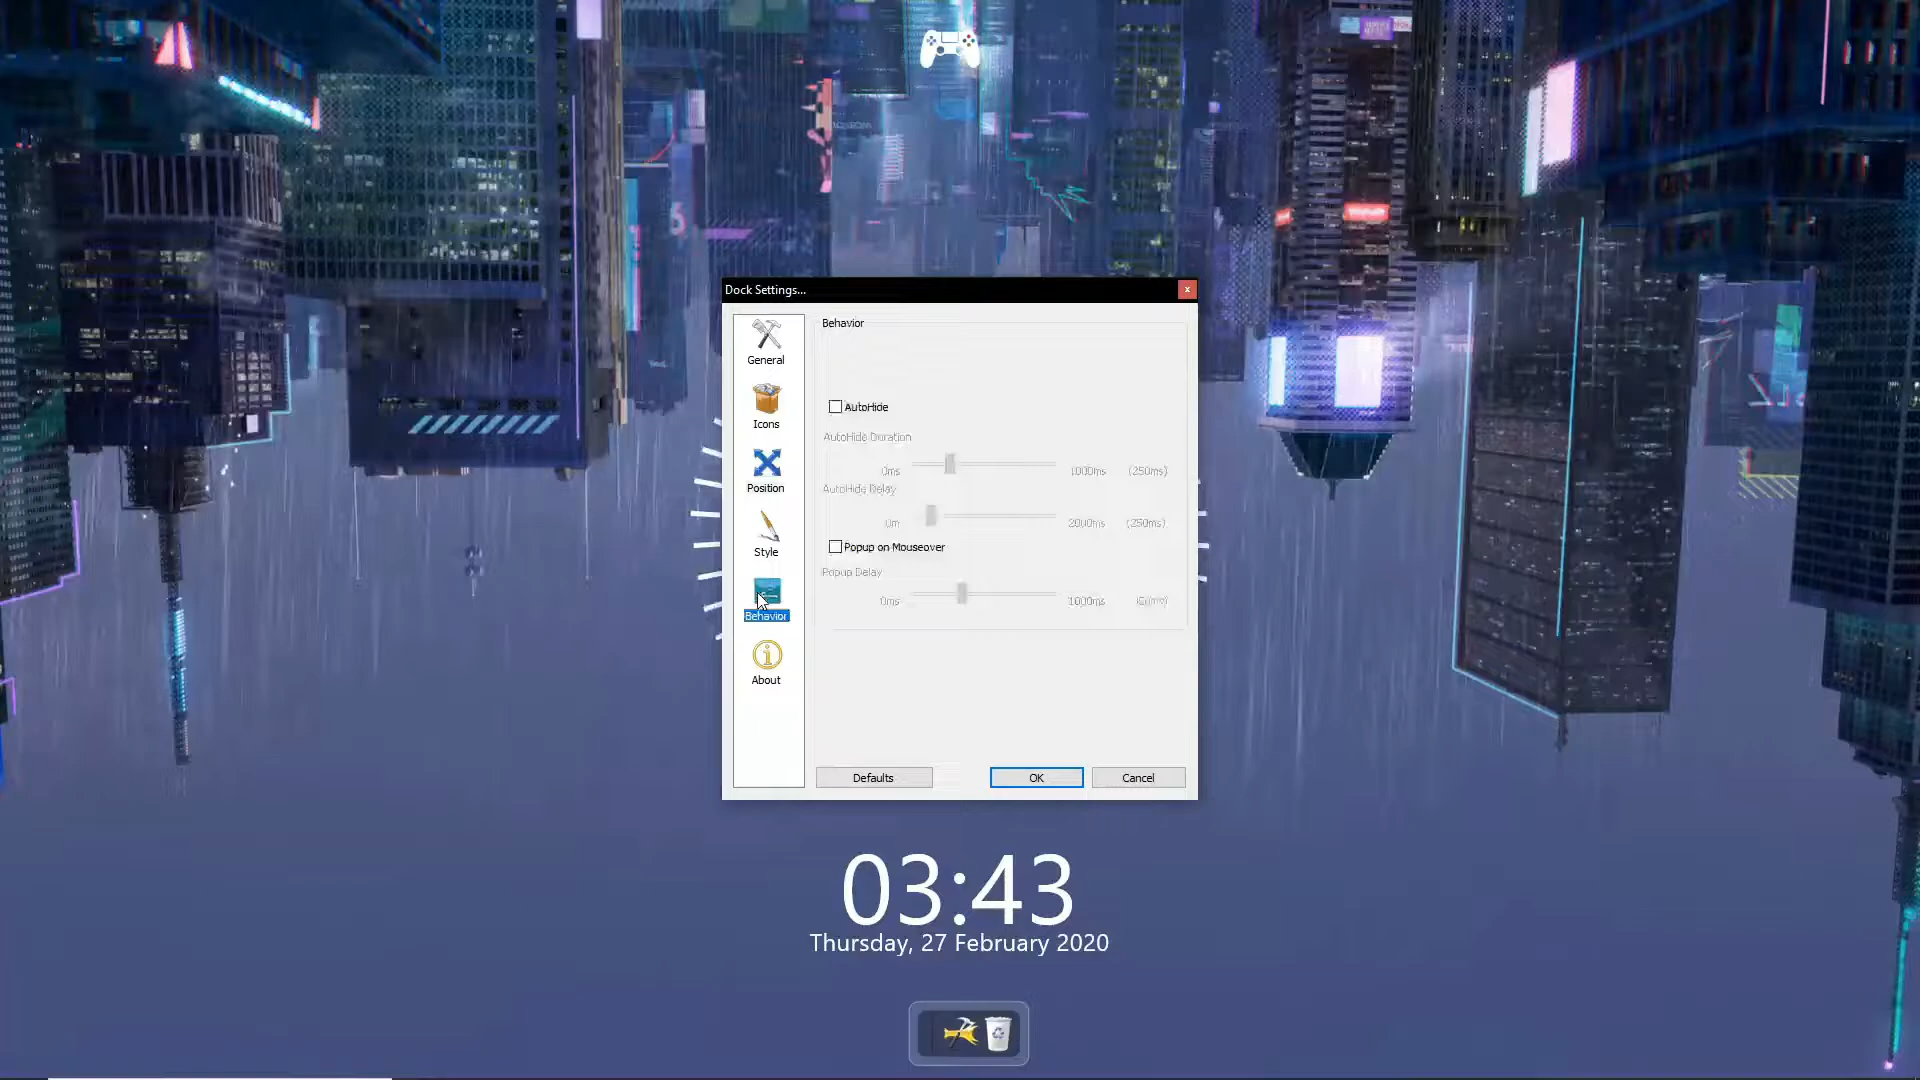 Dock Settings...
x
General
Icons
Position
Style
Behavior
About
Behavior
AutoHide
AutoHide Duration
0ms 1000ms (250ms)
AutoHide Delay
0m 2000ms (250ms)
Popup on Mouseover
Popup Delay
0ms 1000ms
Defaults OK Cancel
03:43
Thursday, 27 February 2020